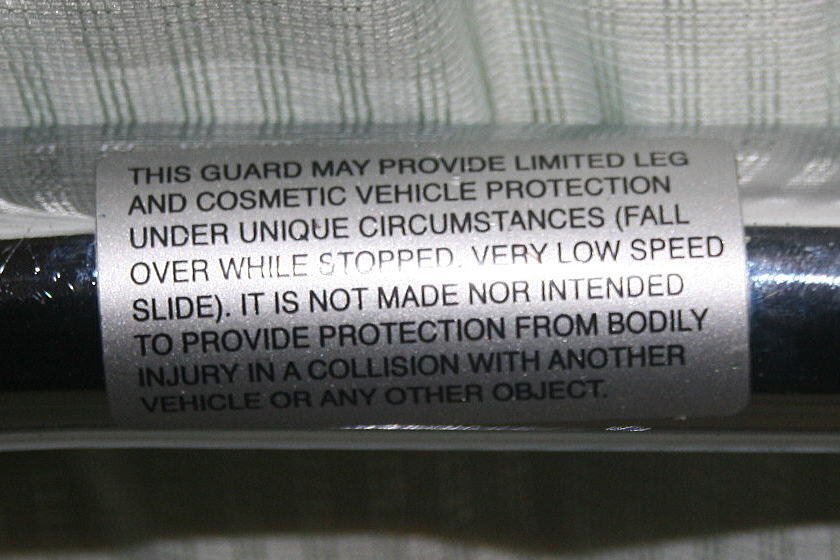 THIS GUARD MAY PROVIDE LIMITED LEG
AND COSMETIC VEHICLE PROTECTION
UNDER UNIQUE CIRCUMSTANCES (FALL
OVER WHILE STOPPED, VERY LOW SPEED
SLIDE). IT IS NOT MADE NOR INTENDED
TO PROVIDE PROTECTION FROM BODILY
INJURY IN A COLLISION WITH ANOTHER
VEHICLE OR ANY OTHER OBJECT.